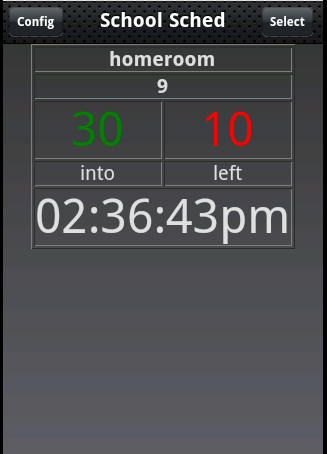 Config School Sched Select
homeroom
9
30 10
into left
02:36:43pm